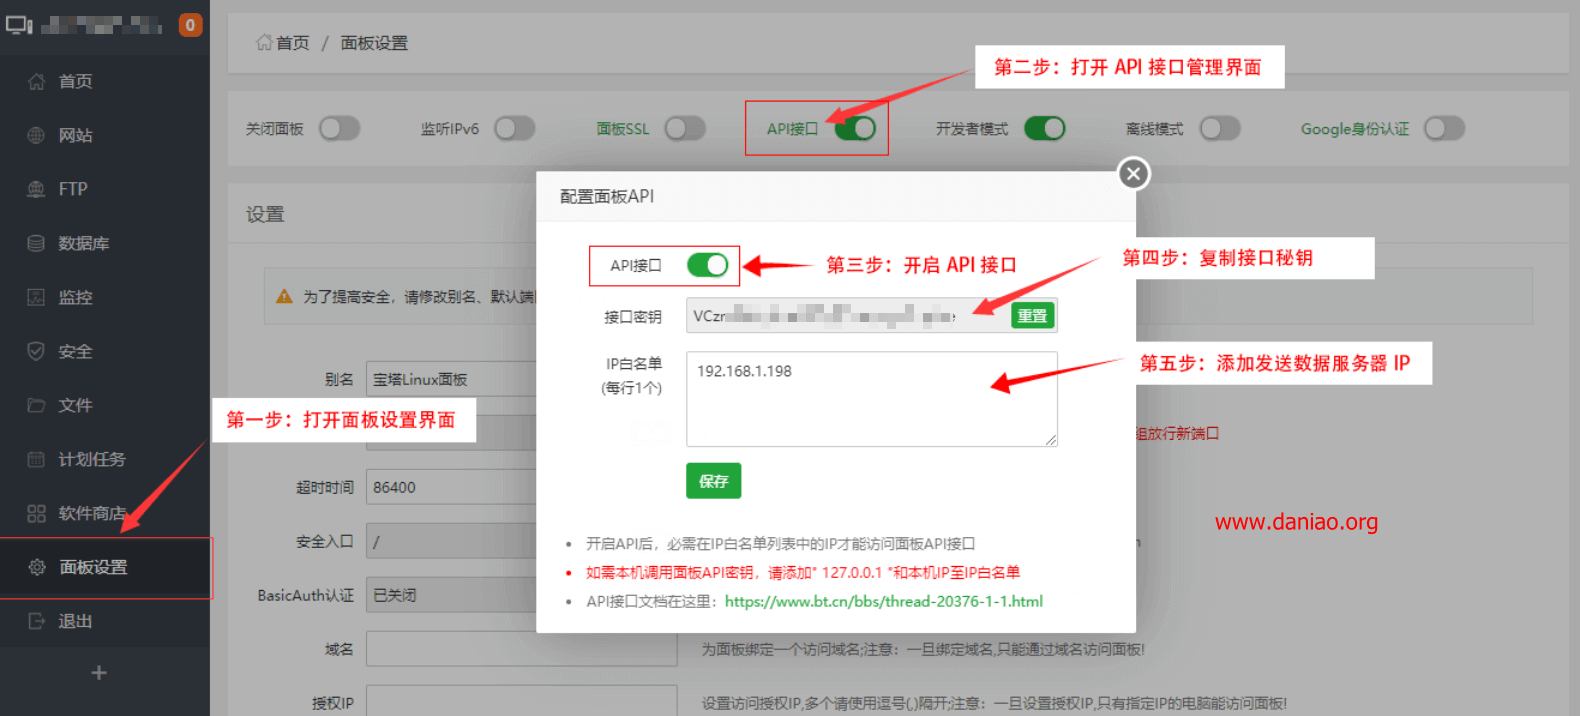 0
首页
网站
FTP
数据库
监控
安全
文件
计划任务
软件商店
面板设置
退出
首页 / 面板设置
第二步：打开 API 接口管理界面
关闭面板 监听IPv6 面板SSL API接口 开发者模式 离线模式 Google身份认证
设置
为了提高安全，请修改别名、默认端
配置面板API
API接口
第三步：开启 API 接口
第四步：复制接口秘钥
接口密钥 VCzr 重置
IP白名单
(每行1个)
192.168.1.198
第五步：添加发送数据服务器 IP
保存
开启API后，必需在IP白名单列表中的IP才能访问面板API接口
如需本机调用面板API密钥，请添加" 127.0.0.1 "和本机IP至IP白名单
API接口文档在这里：https://www.bt.cn/bbs/thread-20376-1-1.html
别名 宝塔Linux面板
第一步：打开面板设置界面
组放行新端口
超时时间 86400
www.daniao.org
安全入口 /
BasicAuth认证 已关闭
域名 为面板绑定一个访问域名;注意：一旦绑定域名,只能通过域名访问面板!
授权IP 设置访问授权IP,多个请使用逗号(,)隔开;注意：一旦设置授权IP,只有指定IP的电脑能访问面板!